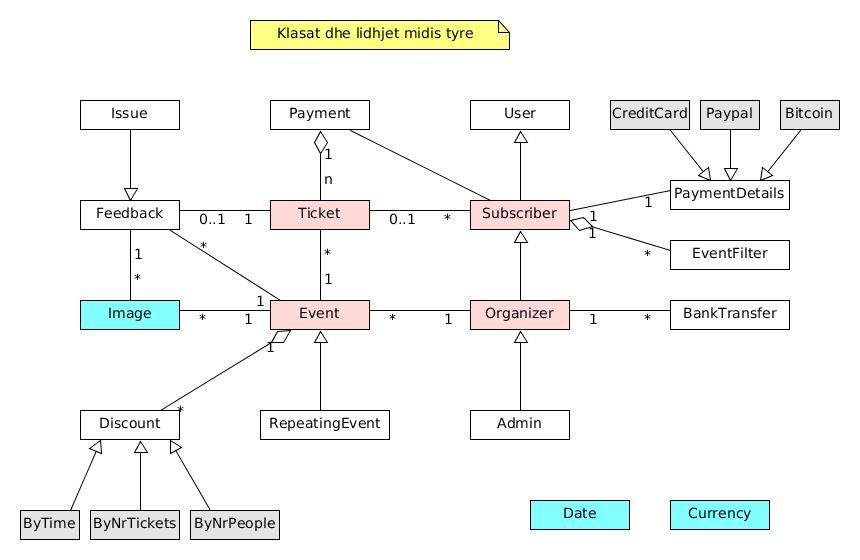 Klasat dhe lidhjet midis tyre
Issue
Payment
User
CreditCard
Paypal
Bitcoin
1
n
PaymentDetails
Feedback
0..1
1
Ticket
0..1
*
Subscriber
1
1
1
*
EventFilter
*
1
*
*
1
1
Image
*
1
Event
*
1
Organizer
1
*
BankTransfer
1
*
Discount
RepeatingEvent
Admin
ByTime
ByNrTickets
ByNrPeople
Date
Currency